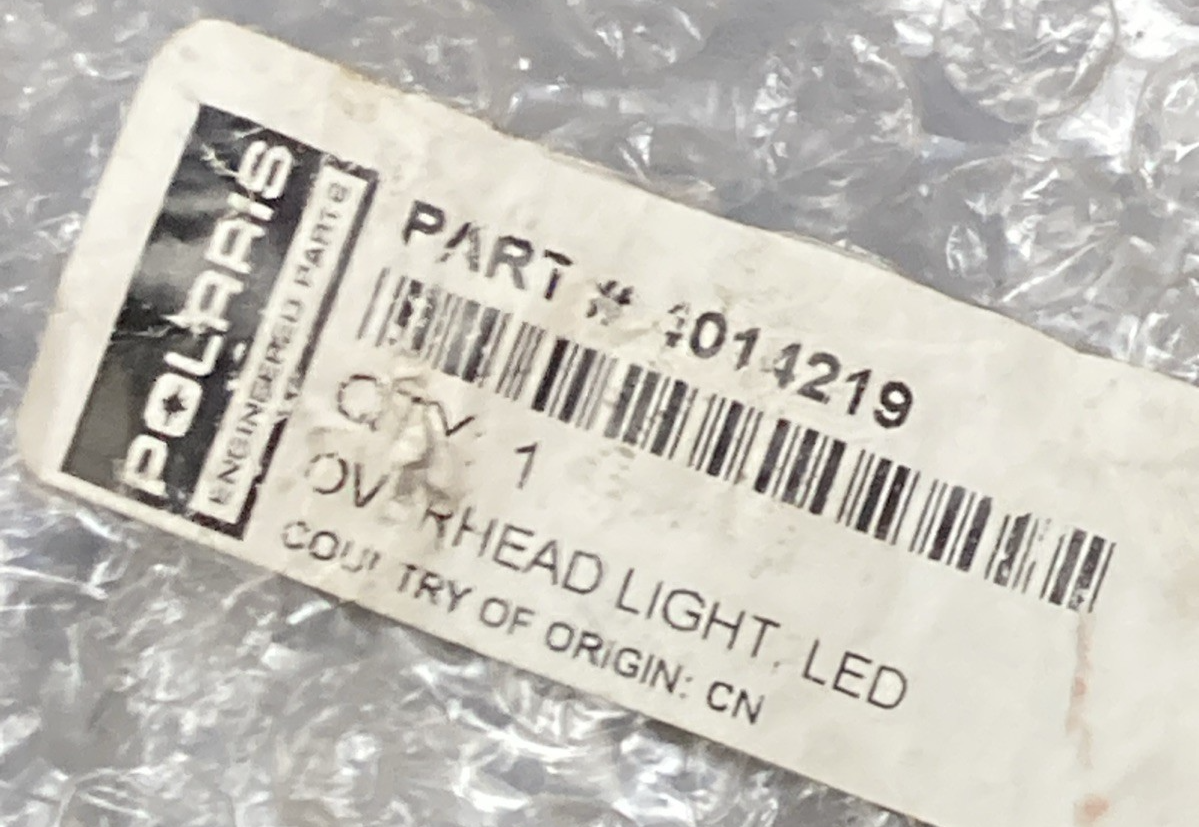 POLARIS
ENGINEERED PARTS
PART # 4014219
QTY: 1
OVERHEAD LIGHT, LED
COUNTRY OF ORIGIN: CN